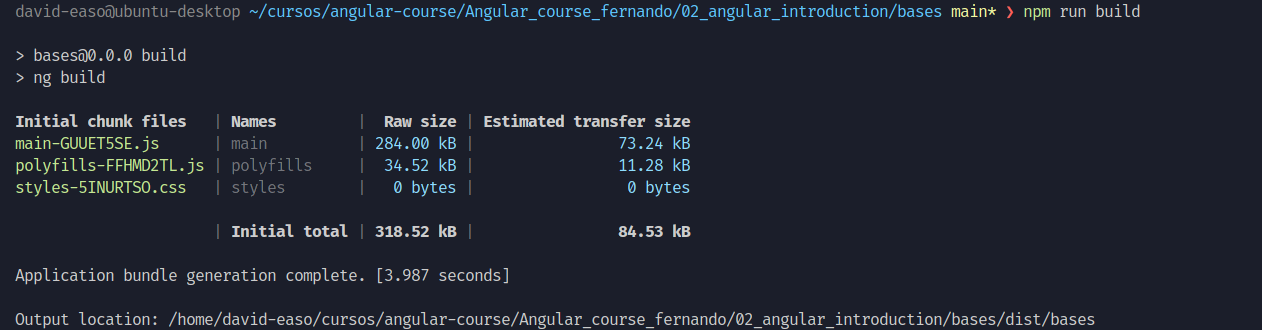 david-easo@ubuntu-desktop ~/cursos/angular-course/Angular_course_fernando/02_angular_introduction/bases main* ❯ npm run build
> bases@0.0.0 build
> ng build
Initial chunk files | Names | Raw size | Estimated transfer size
main-GUUET5SE.js | main | 284.00 kB | 73.24 kB
polyfills-FFHMD2TL.js | polyfills | 34.52 kB | 11.28 kB
styles-5INURTSO.css | styles | 0 bytes | 0 bytes
| Initial total | 318.52 kB | 84.53 kB
Application bundle generation complete. [3.987 seconds]
Output location: /home/david-easo/cursos/angular-course/Angular_course_fernando/02_angular_introduction/bases/dist/bases